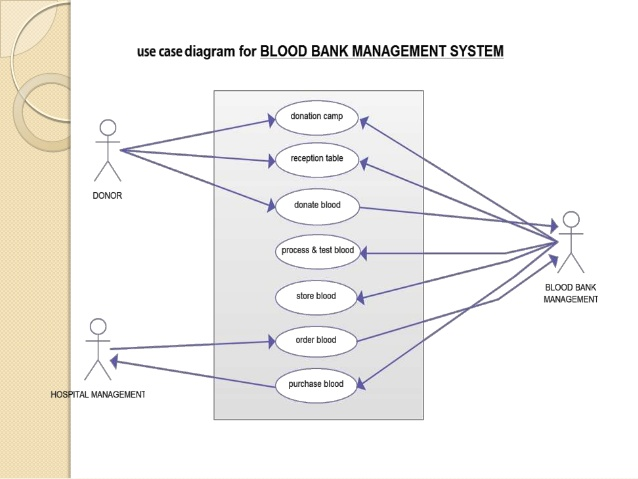 use case diagram for BLOOD BANK MANAGEMENT SYSTEM
donation camp
DONOR
reception table
donate blood
process & test blood
BLOOD BANK
MANAGEMENT
store blood
order blood
HOSPITAL MANAGEMENT
purchase blood